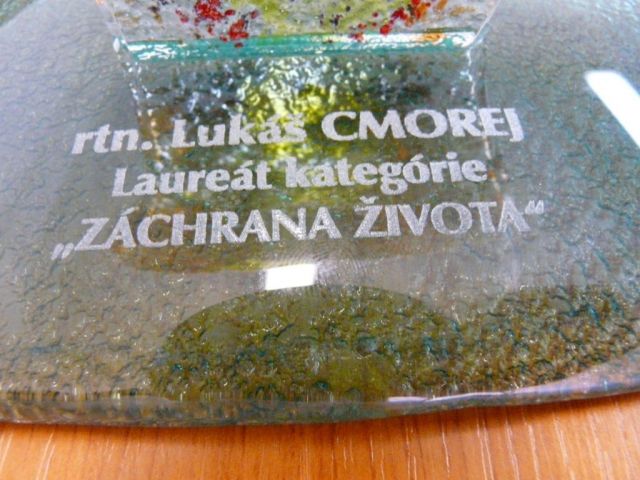 rtn. Lukáš CMOREJ
Laureát kategórie
„ZÁCHRANA ŽIVOTA“